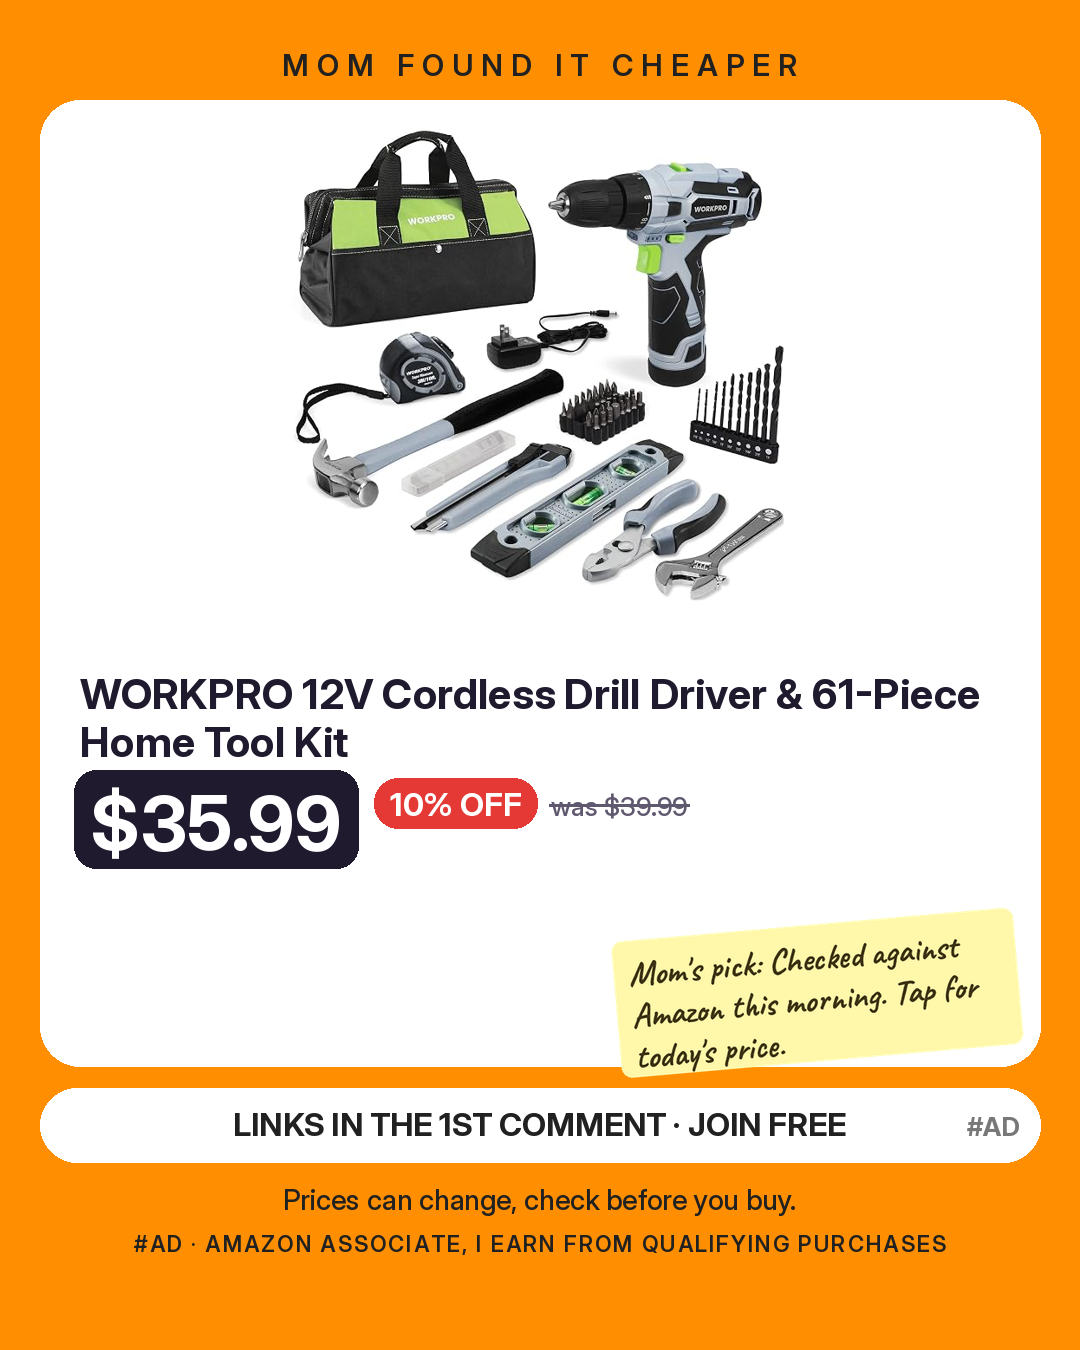 MOM FOUND IT CHEAPER
WORKPRO
WORKPRO
WORKPRO
WORKPRO 12V Cordless Drill Driver & 61-Piece
Home Tool Kit
$35.99
10% OFF
was $39.99
Mom's pick: Checked against
Amazon this morning. Tap for
today's price.
LINKS IN THE 1ST COMMENT · JOIN FREE
#AD
Prices can change, check before you buy.
#AD · AMAZON ASSOCIATE, I EARN FROM QUALIFYING PURCHASES